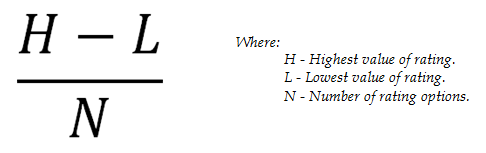 H − L
N
Where:
H - Highest value of rating.
L - Lowest value of rating.
N - Number of rating options.